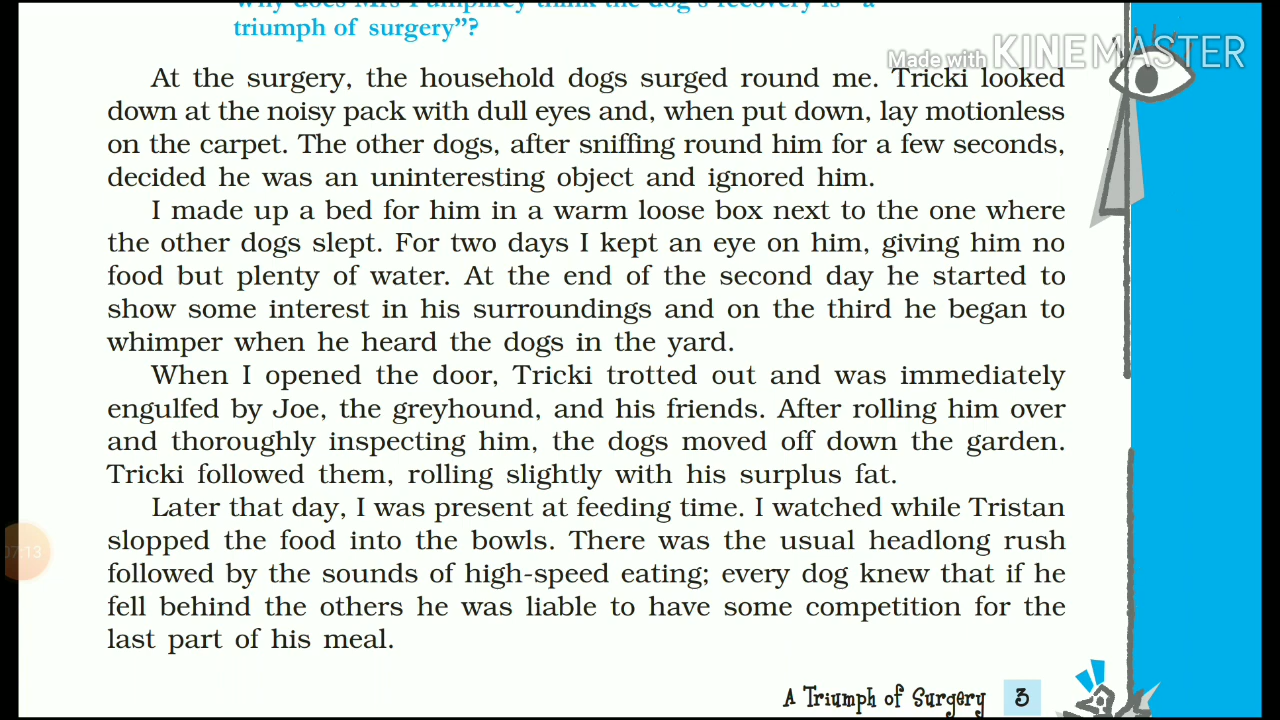 why does Mrs Pumphrey think the dog's recovery is "a
triumph of surgery"?
Made with KINEMASTER
At the surgery, the household dogs surged round me. Tricki looked
down at the noisy pack with dull eyes and, when put down, lay motionless
on the carpet. The other dogs, after sniffing round him for a few seconds,
decided he was an uninteresting object and ignored him.
I made up a bed for him in a warm loose box next to the one where
the other dogs slept. For two days I kept an eye on him, giving him no
food but plenty of water. At the end of the second day he started to
show some interest in his surroundings and on the third he began to
whimper when he heard the dogs in the yard.
When I opened the door, Tricki trotted out and was immediately
engulfed by Joe, the greyhound, and his friends. After rolling him over
and thoroughly inspecting him, the dogs moved off down the garden.
Tricki followed them, rolling slightly with his surplus fat.
Later that day, I was present at feeding time. I watched while Tristan
slopped the food into the bowls. There was the usual headlong rush
followed by the sounds of high-speed eating; every dog knew that if he
fell behind the others he was liable to have some competition for the
last part of his meal.
07:13
A Triumph of Surgery 3